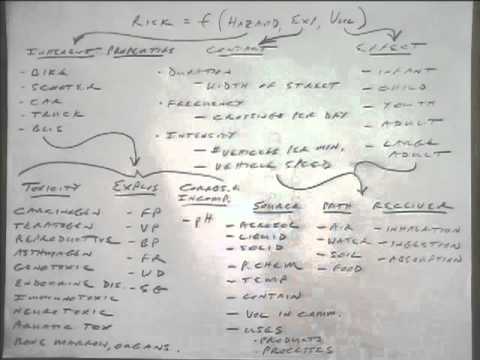 RISK = f (HAZARD, EXP, VUL)
INHERENT PROPERTIES
- BIKE
- SCOOTER
- CAR
- TRUCK
- BUS
CONTACT
· DURATION
- WIDTH OF STREET
· FREQUENCY
- CROSSINGS PER DAY
· INTENSITY
- # VEHICLES PER MIN.
- VEHICLE SPEED
EFFECT
- INFANT
- CHILD
- YOUTH
- ADULT
- LARGE
ADULT
TOXICITY
CARCINOGEN
TERATOGEN
REPRODUCTIVE
ASTHMAGEN
GENOTOXIC
ENDOCRINE DIS.
IMMUNOTOXIC
NEUROTOXIC
AQUATIC TOX
BONE MARROW, ORGANS.
EXPLOS
- FP
- VP
- BP
- FR
- VD
- SG
CORROS &
INCOMP.
- PH
SOURCE
- AEROSOL
- LIQUID
- SOLID
- P. CHEM
- TEMP
- CONTAIN
- VOL IN COMM.
- USES
· PRODUCTS
PROCESSES
PATH
- AIR
- WATER
- SOIL
- FOOD
RECEIVER
- INHALATION
- INGESTION
- ABSORPTION